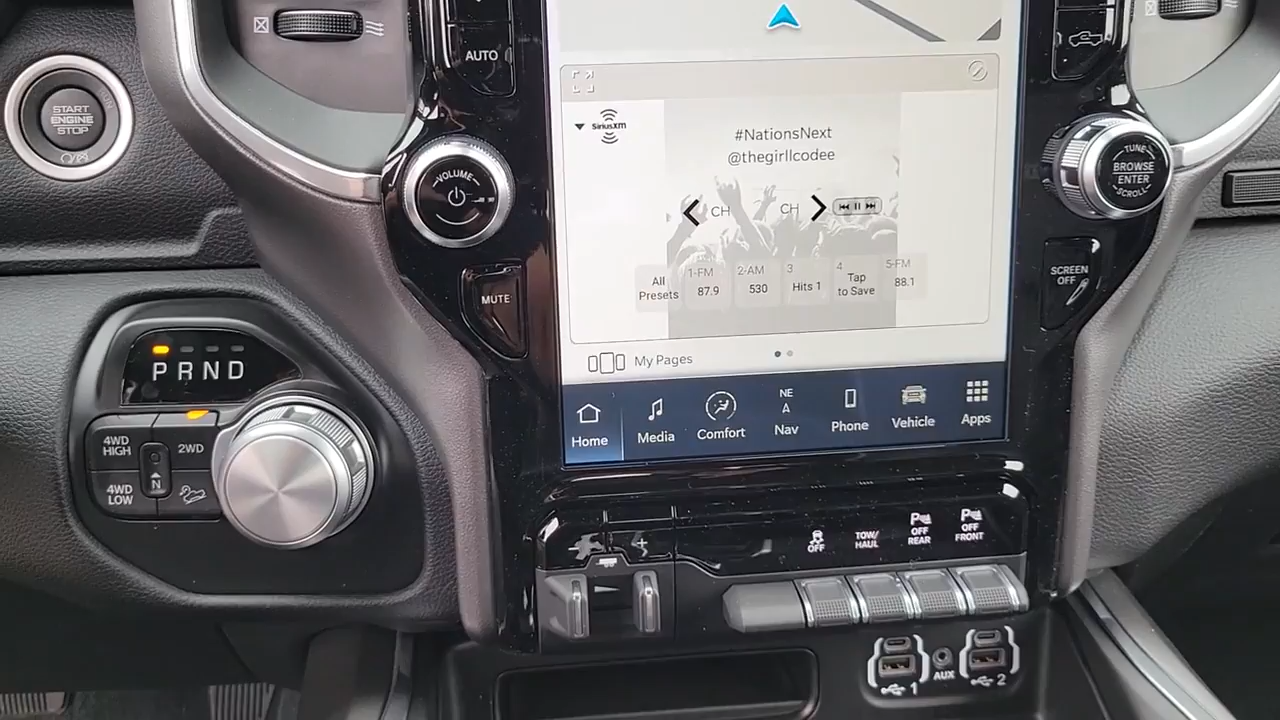 START
ENGINE
STOP
AUTO
VOLUME
MUTE
P R N D
4WD
HIGH
2WD
4WD
LOW
N
SiriusXM
#NationsNext
@thegirllcodee
CH
CH
All
Presets
1-FM
87.9
2-AM
530
3
Hits 1
4
Tap
to Save
5-FM
88.1
My Pages
Home
Media
Comfort
NE
A
Nav
Phone
Vehicle
Apps
TUNE
BROWSE
ENTER
SCROLL
SCREEN
OFF
OFF
TOW/
HAUL
P
OFF
REAR
P
OFF
FRONT
1
AUX
2